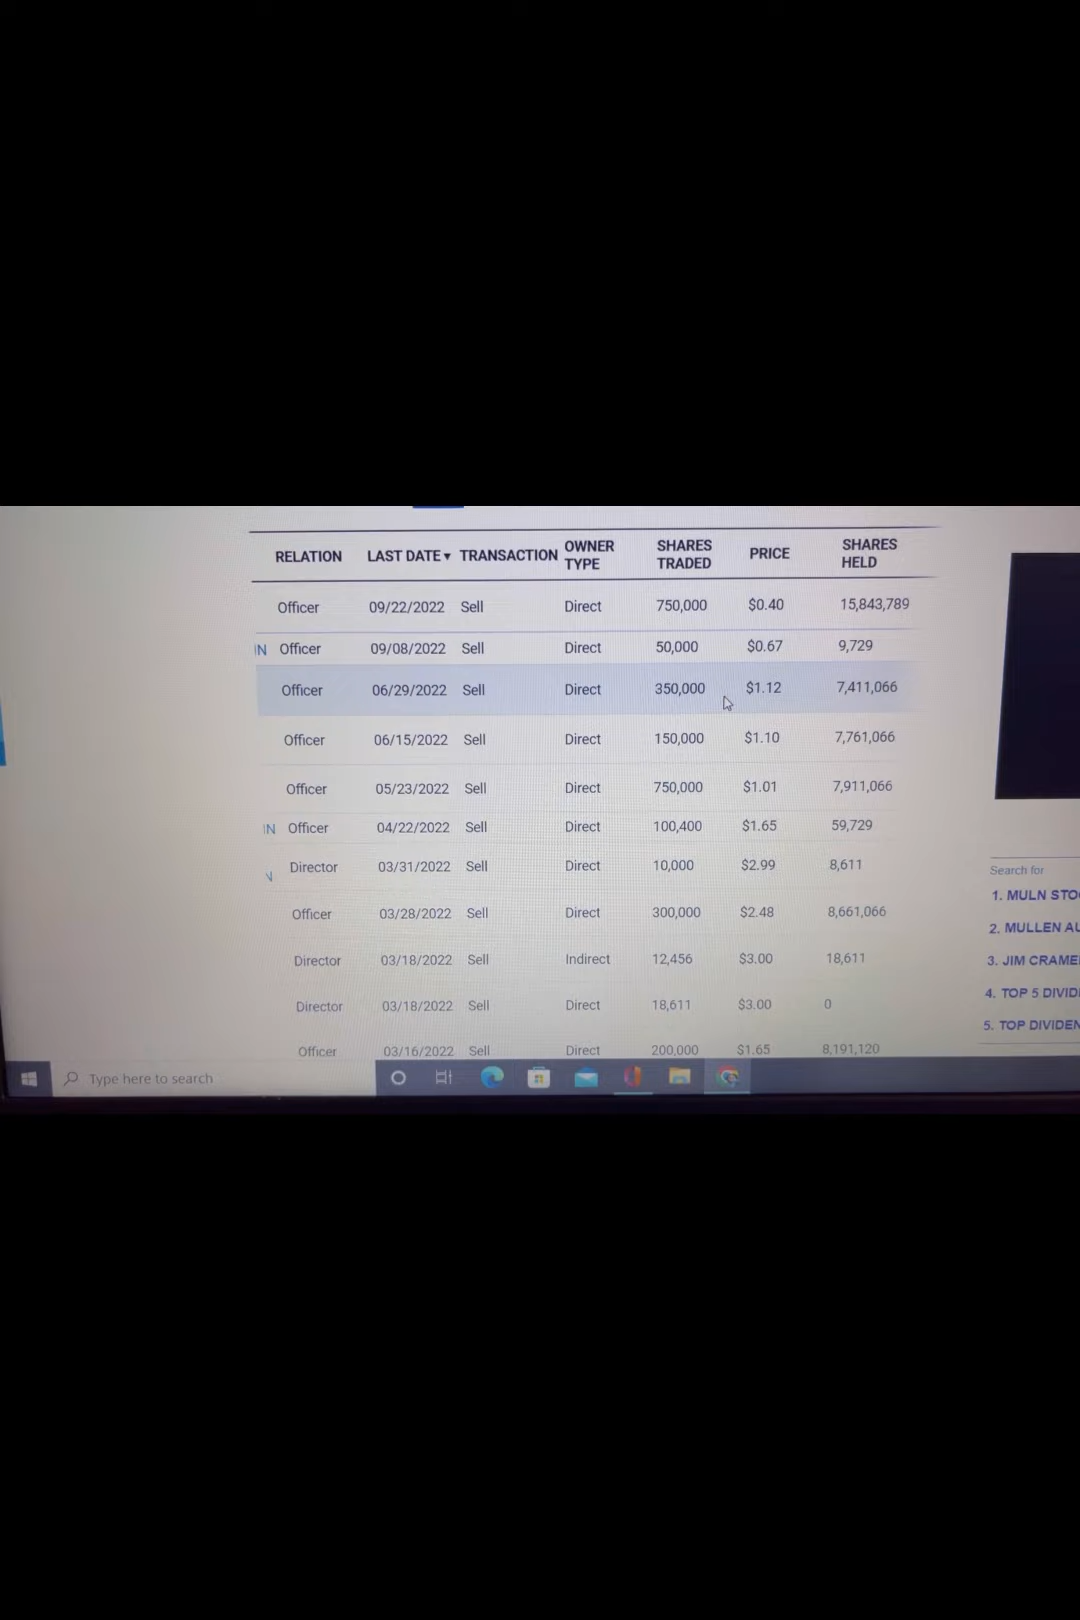 RELATION LAST DATE▼ TRANSACTION OWNER TYPE SHARES TRADED PRICE SHARES HELD
Officer 09/22/2022 Sell Direct 750,000 $0.40 15,843,789
IN Officer 09/08/2022 Sell Direct 50,000 $0.67 9,729
Officer 06/29/2022 Sell Direct 350,000 $1.12 7,411,066
Officer 06/15/2022 Sell Direct 150,000 $1.10 7,761,066
Officer 05/23/2022 Sell Direct 750,000 $1.01 7,911,066
IN Officer 04/22/2022 Sell Direct 100,400 $1.65 59,729
Director 03/31/2022 Sell Direct 10,000 $2.99 8,611
Officer 03/28/2022 Sell Direct 300,000 $2.48 8,661,066
Director 03/18/2022 Sell Indirect 12,456 $3.00 18,611
Director 03/18/2022 Sell Direct 18,611 $3.00 0
Officer 03/16/2022 Sell Direct 200,000 $1.65 8,191,120
Search for
1. MULN STO
2. MULLEN AU
3. JIM CRAME
4. TOP 5 DIVID
5. TOP DIVIDEN
Type here to search